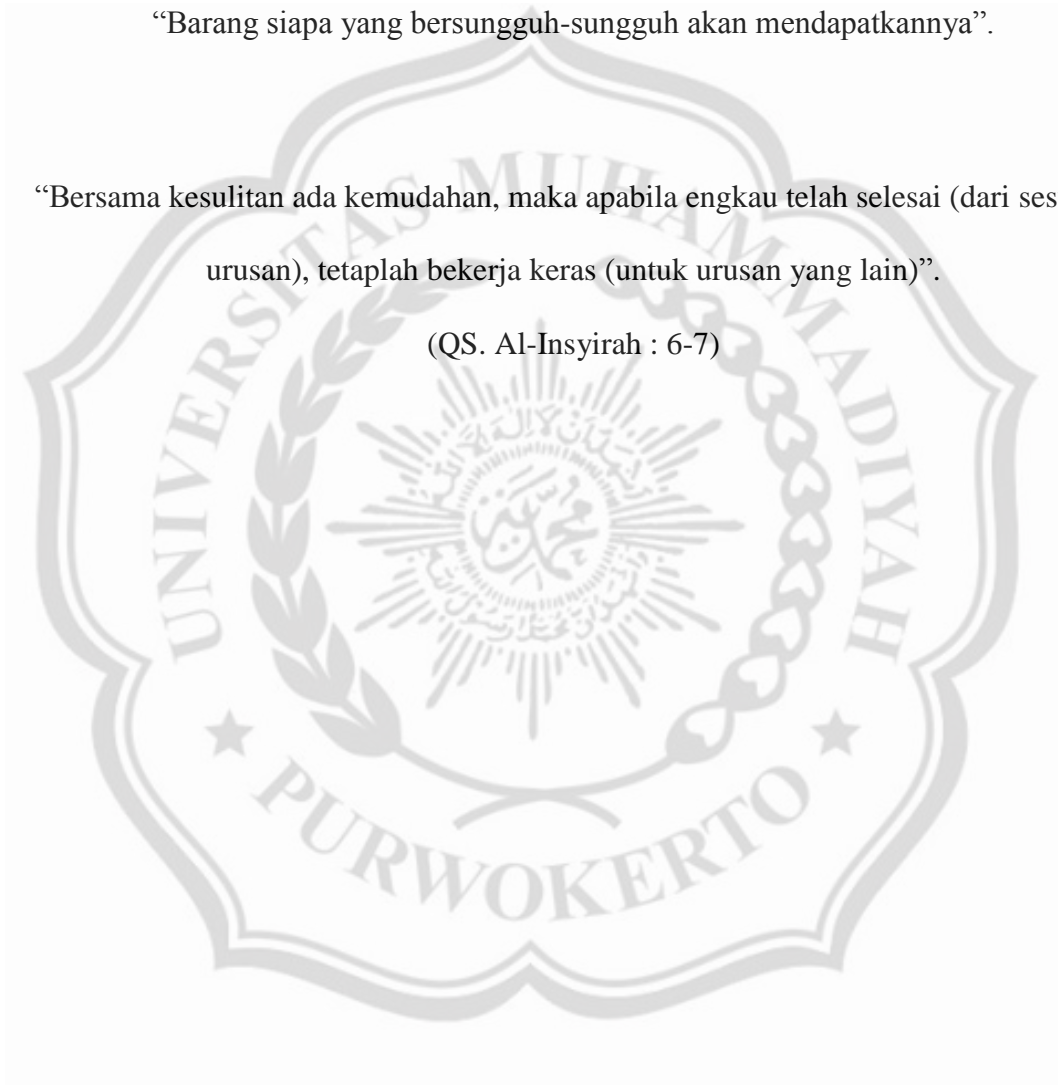 “Barang siapa yang bersungguh-sungguh akan mendapatkannya”.
“Bersama kesulitan ada kemudahan, maka apabila engkau telah selesai (dari
urusan), tetaplah bekerja keras (untuk urusan yang lain)”.
(QS. Al-Insyirah : 6-7)
UNIVERSITAS MUHAMMADIYAH
PURWOKERTO